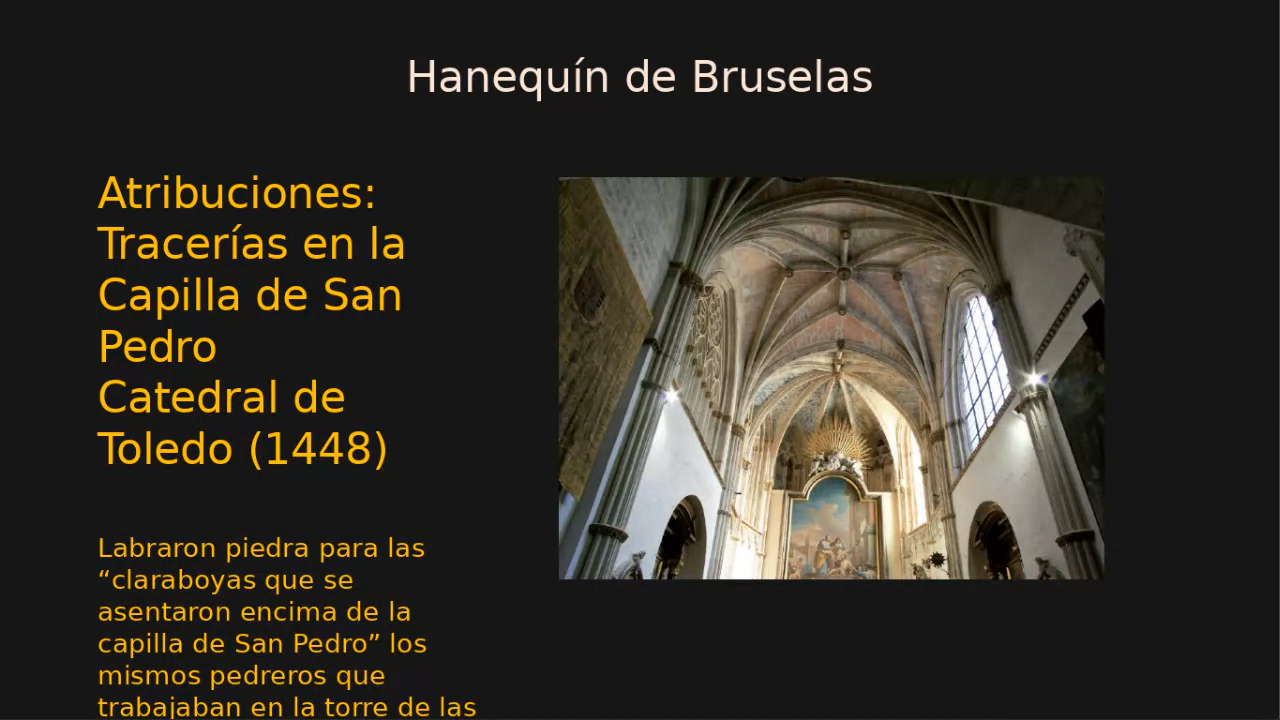 Hanequín de Bruselas
Atribuciones:
Tracerías en la
Capilla de San
Pedro
Catedral de
Toledo (1448)
Labraron piedra para las
“claraboyas que se
asentaron encima de la
capilla de San Pedro” los
mismos pedreros que
trabajaban en la torre de las